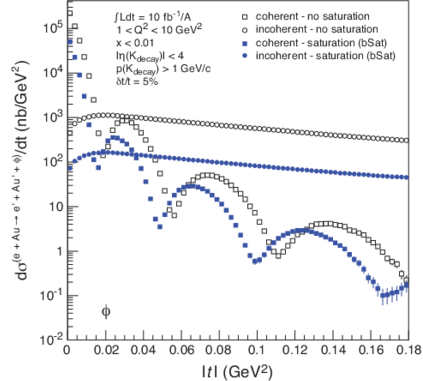 ∫Ldt = 10 fb⁻¹/A
1 < Q² < 10 GeV²
x < 0.01
|η(K_decay)| < 4
p(K_decay) > 1 GeV/c
δt/t = 5%
coherent - no saturation
incoherent - no saturation
coherent - saturation (bSat)
incoherent - saturation (bSat)
dσ^(e + Au → e' + Au' + ϕ)/dt (nb/GeV²)
10⁵
10⁴
10³
10²
10
1
10⁻¹
10⁻²
ϕ
0 0.02 0.04 0.06 0.08 0.1 0.12 0.14 0.16 0.18
|t| (GeV²)